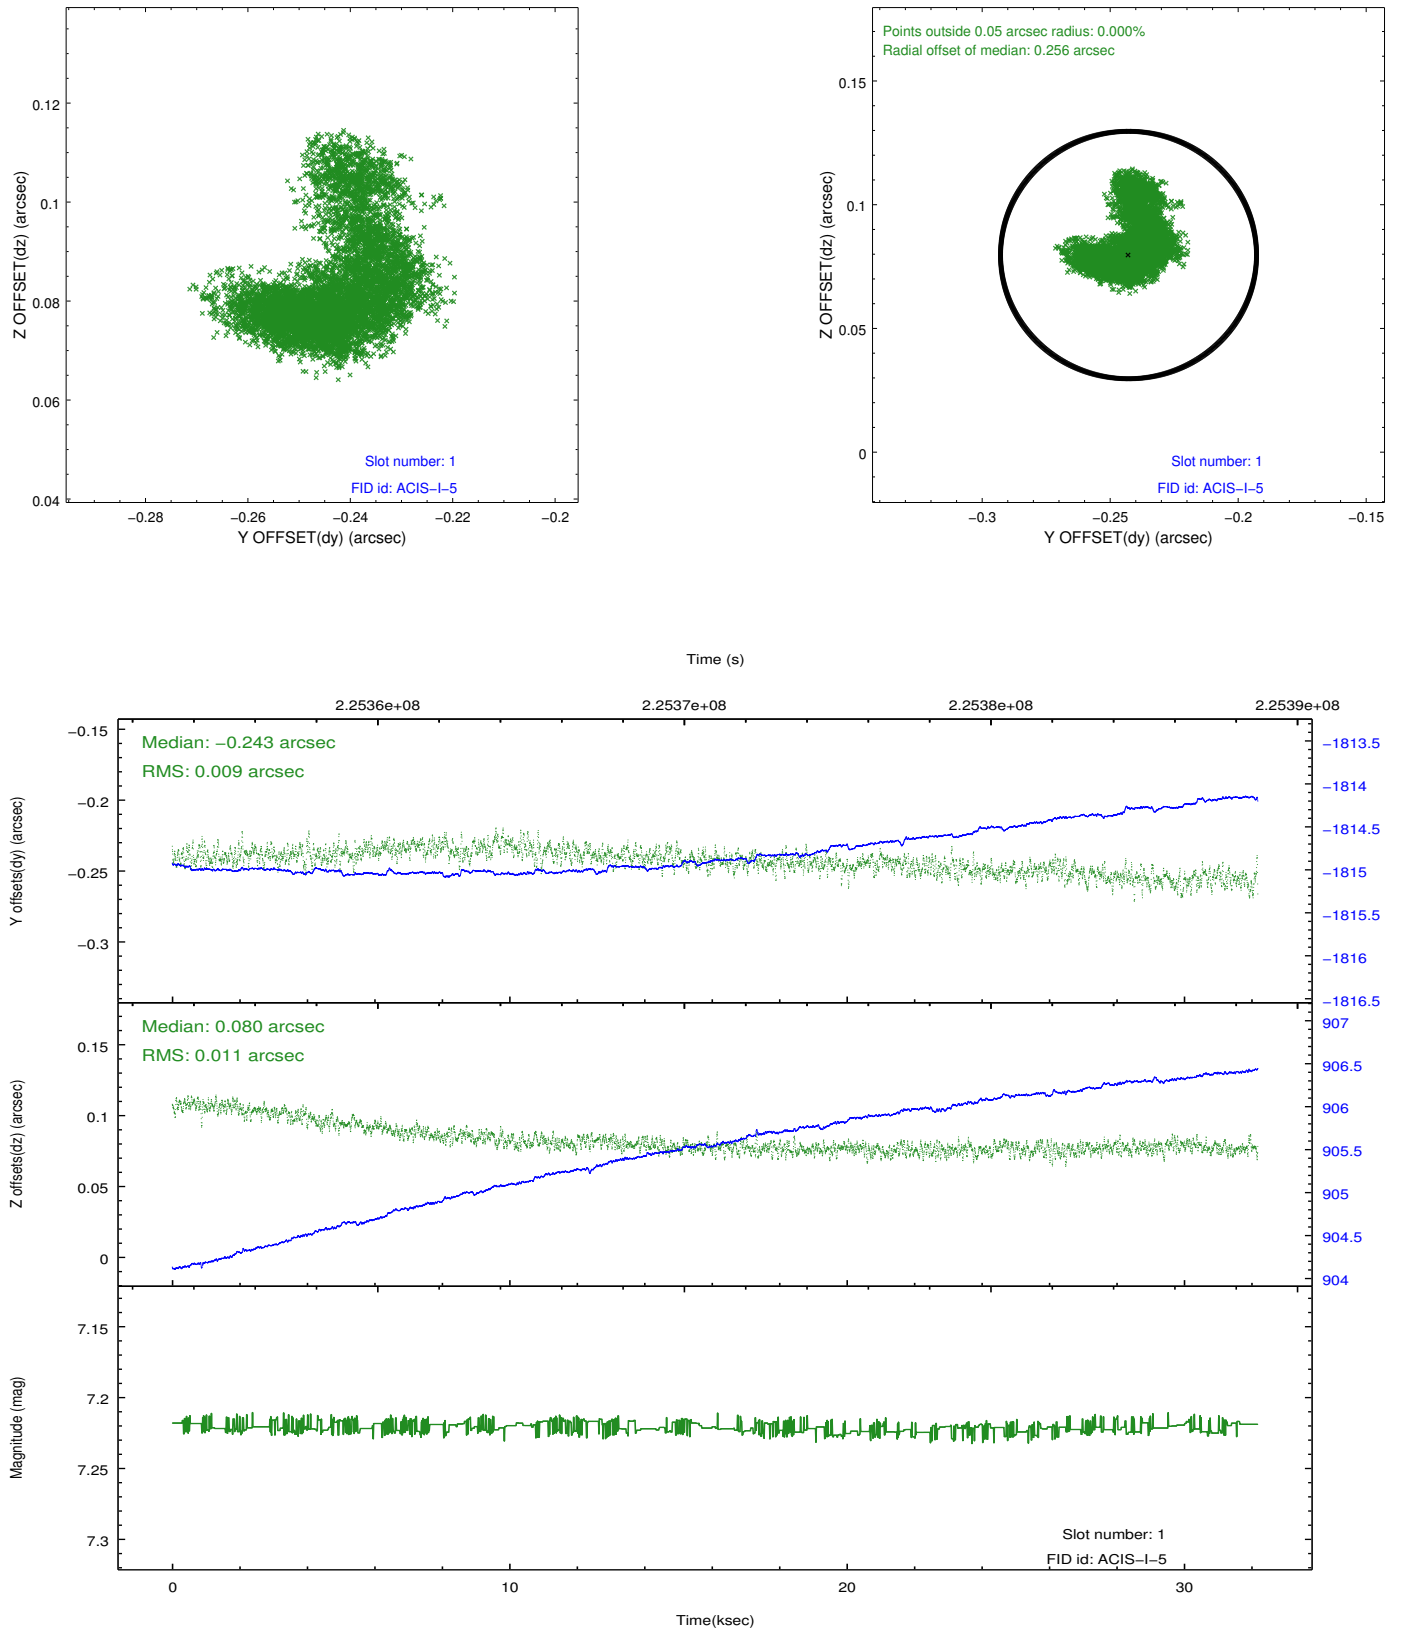 0.12
0.1
0.08
0.06
0.04
Z OFFSET(dz) (arcsec)
Slot number: 1
FID id: ACIS−I−5
−0.28 −0.26 −0.24 −0.22 −0.2
Y OFFSET(dy) (arcsec)
Points outside 0.05 arcsec radius: 0.000%
Radial offset of median: 0.256 arcsec
0.15
0.1
0.05
0
Z OFFSET(dz) (arcsec)
Slot number: 1
FID id: ACIS−I−5
−0.3 −0.25 −0.2 −0.15
Y OFFSET(dy) (arcsec)
Time (s)
2.2536e+08 2.2537e+08 2.2538e+08 2.2539e+08
Median: −0.243 arcsec
RMS: 0.009 arcsec
−0.15
−0.2
−0.25
−0.3
Y offsets(dy) (arcsec)
−1813.5
−1814
−1814.5
−1815
−1815.5
−1816
−1816.5
Median: 0.080 arcsec
RMS: 0.011 arcsec
0.15
0.1
0.05
0
Z offsets(dz) (arcsec)
907
906.5
906
905.5
905
904.5
904
7.15
7.2
7.25
7.3
Magnitude (mag)
Slot number: 1
FID id: ACIS−I−5
0 10 20 30
Time(ksec)